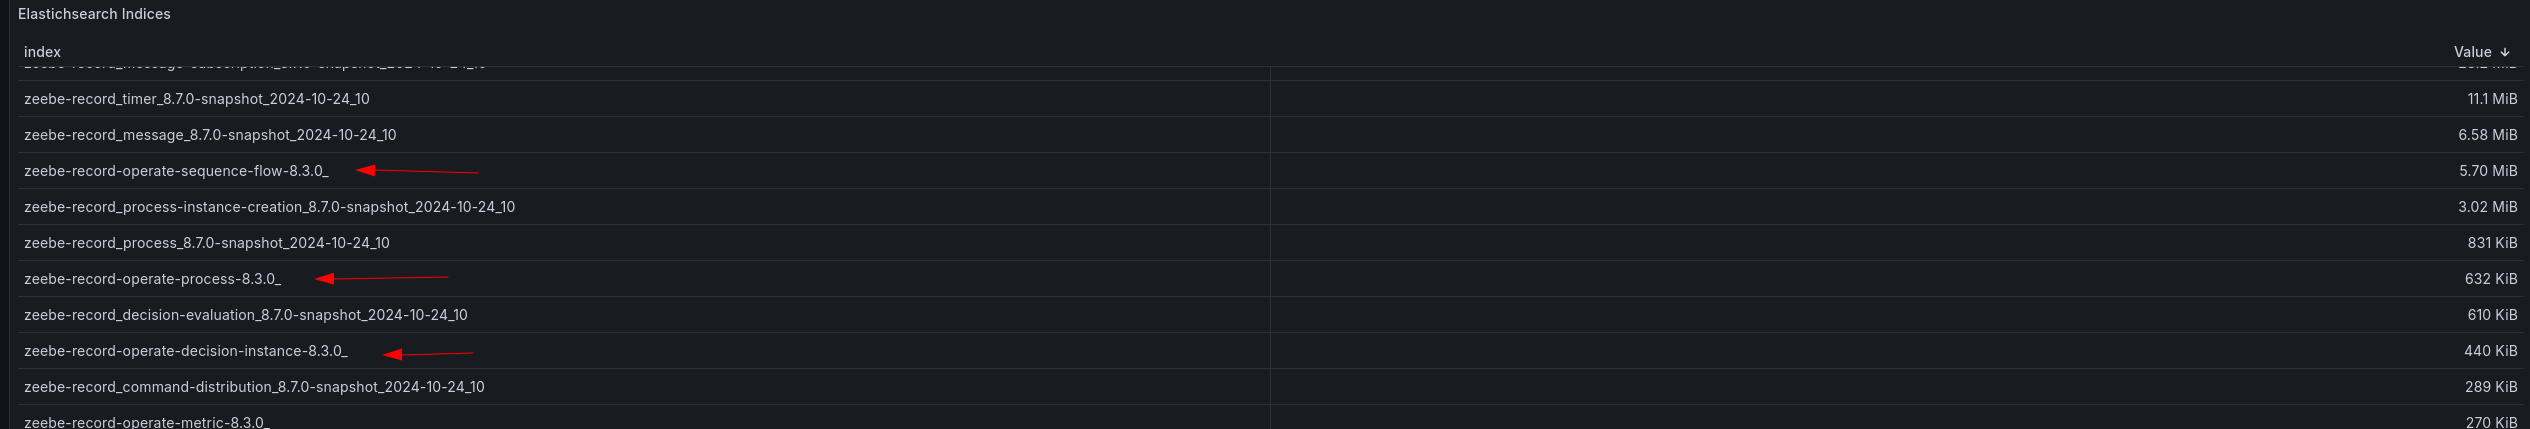 Elastichsearch Indices
index Value
zeebe-record_timer_8.7.0-snapshot_2024-10-24_10 11.1 MiB
zeebe-record_message_8.7.0-snapshot_2024-10-24_10 6.58 MiB
zeebe-record-operate-sequence-flow-8.3.0_ 5.70 MiB
zeebe-record_process-instance-creation_8.7.0-snapshot_2024-10-24_10 3.02 MiB
zeebe-record_process_8.7.0-snapshot_2024-10-24_10 831 KiB
zeebe-record-operate-process-8.3.0_ 632 KiB
zeebe-record_decision-evaluation_8.7.0-snapshot_2024-10-24_10 610 KiB
zeebe-record-operate-decision-instance-8.3.0_ 440 KiB
zeebe-record_command-distribution_8.7.0-snapshot_2024-10-24_10 289 KiB
zeebe-record-operate-metric-8.3.0_ 270 KiB